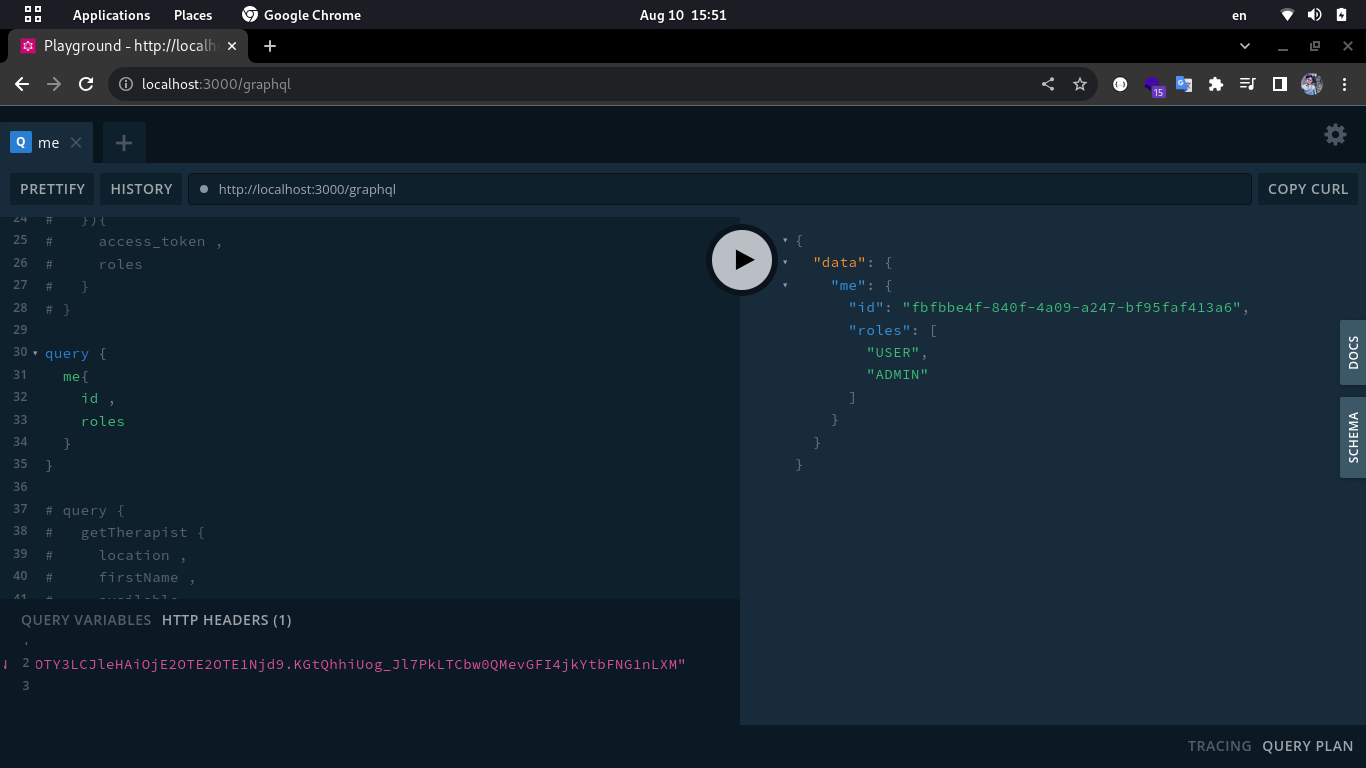 Applications Places Google Chrome Aug 10 15:51 en
Playground - http://localh
localhost:3000/graphql
15
Q me
PRETTIFY HISTORY http://localhost:3000/graphql COPY CURL
24 # }){
25 # access_token ,
26 # roles
27 # }
28 # }
29
30 query {
31 me{
32 id ,
33 roles
34 }
35 }
36
37 # query {
38 # getTherapist {
39 # location ,
40 # firstName ,
41 # available
{
"data": {
"me": {
"id": "fbfbbe4f-840f-4a09-a247-bf95faf413a6",
"roles": [
"USER",
"ADMIN"
]
}
}
}
DOCS
SCHEMA
QUERY VARIABLES HTTP HEADERS (1)
2 OTY3LCJleHAiOjE2OTE2OTE1Njd9.KGtQhhiUog_Jl7PkLTCbw0QMevGFI4jkYtbFNG1nLXM"
3
TRACING QUERY PLAN